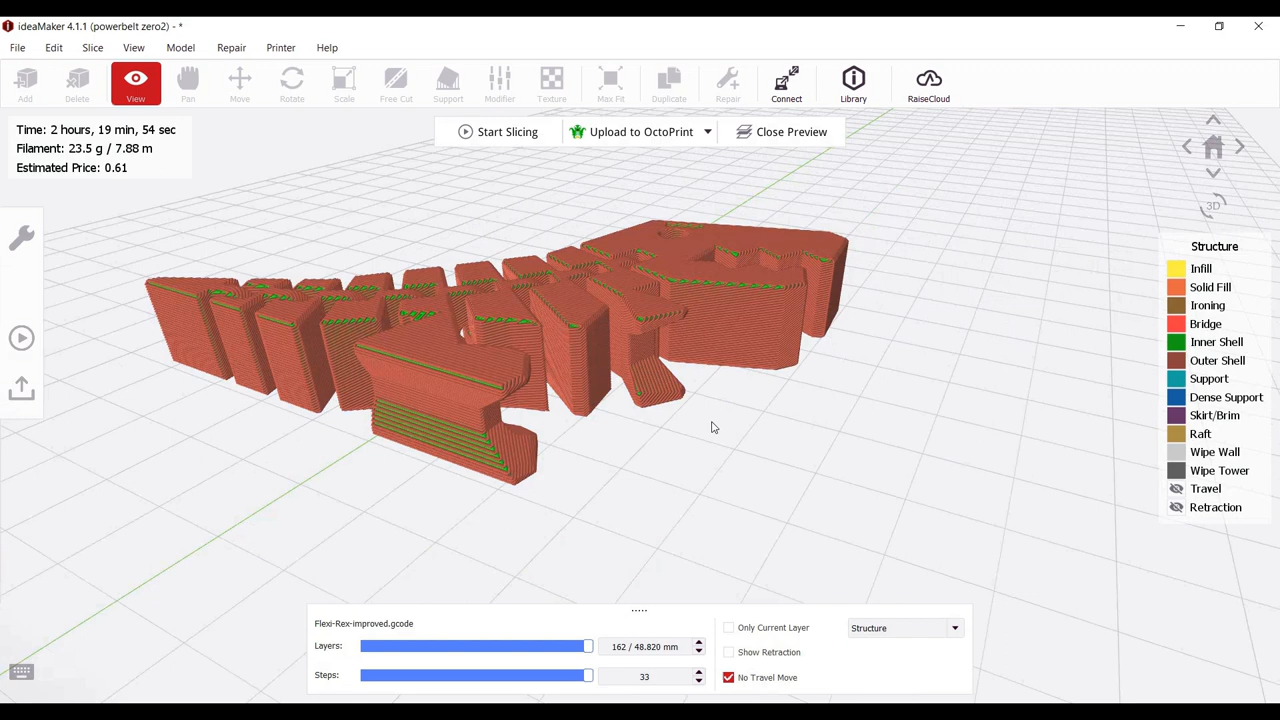 ideaMaker 4.1.1 (powerbelt zero2) - *
File Edit Slice View Model Repair Printer Help
Add Delete View Pan Move Rotate Scale Free Cut Support Modifier Texture Max Fit Duplicate Repair Connect Library RaiseCloud
Time: 2 hours, 19 min, 54 sec
Filament: 23.5 g / 7.88 m
Estimated Price: 0.61
Start Slicing Upload to OctoPrint Close Preview
3D
Structure
Infill
Solid Fill
Ironing
Bridge
Inner Shell
Outer Shell
Support
Dense Support
Skirt/Brim
Raft
Wipe Wall
Wipe Tower
Travel
Retraction
Flexi-Rex-improved.gcode
Layers: 162 / 48.820 mm
Steps: 33
Only Current Layer Structure
Show Retraction
No Travel Move